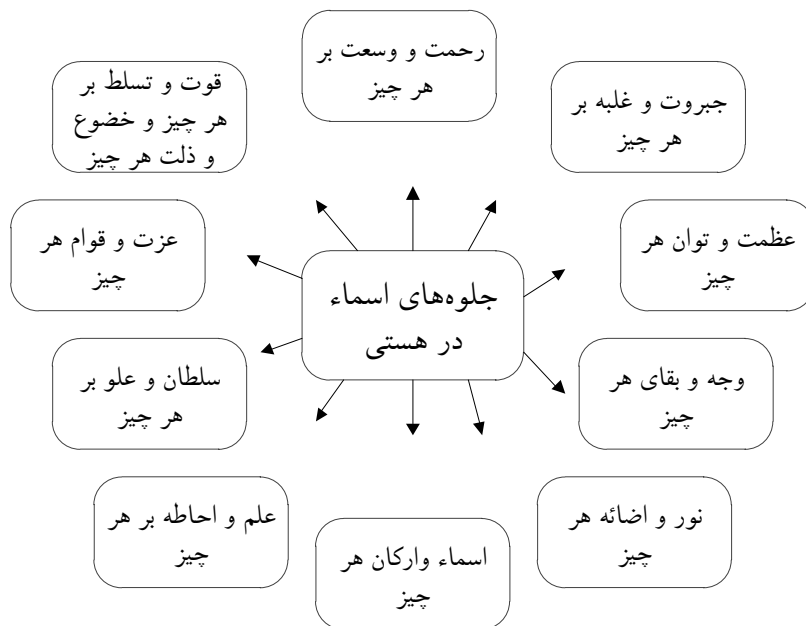 رحمت و وسعت بر
هر چیز
جبروت و غلبه بر
هر چیز
قوت و تسلط بر
هر چیز و خضوع
و ذلت هر چیز
عظمت و توان هر
چیز
عزت و قوام هر
چیز
جلوه‌های اسماء
در هستی
وجه و بقای هر
چیز
سلطان و علو بر
هر چیز
نور و اضائه هر
چیز
علم و احاطه بر هر
چیز
اسماء وارکان هر
چیز